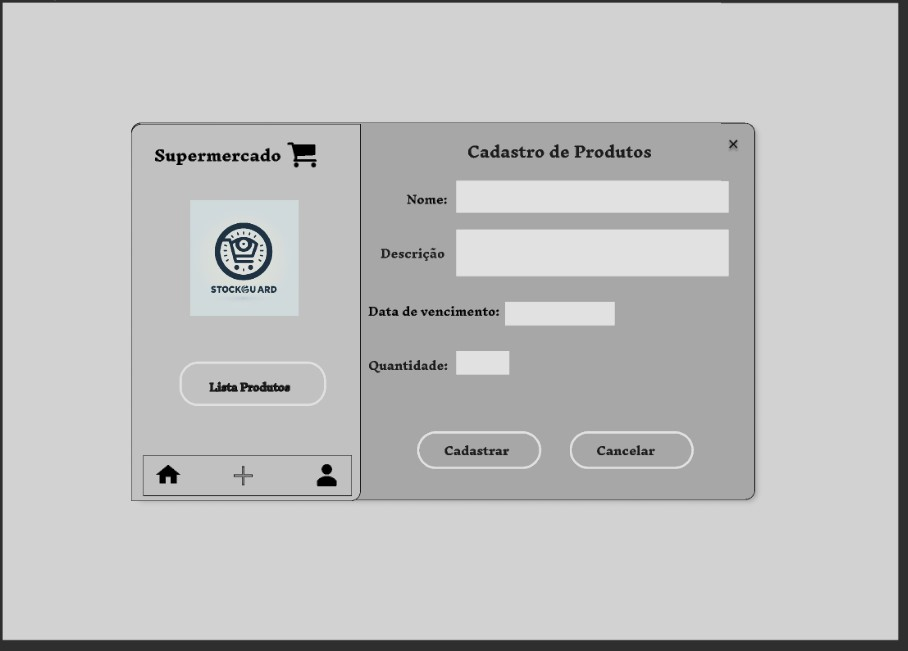 Supermercado
STOCKGUARD
Lista Produtos
Cadastro de Produtos
×
Nome:
Descrição
Data de vencimento:
Quantidade:
Cadastrar
Cancelar